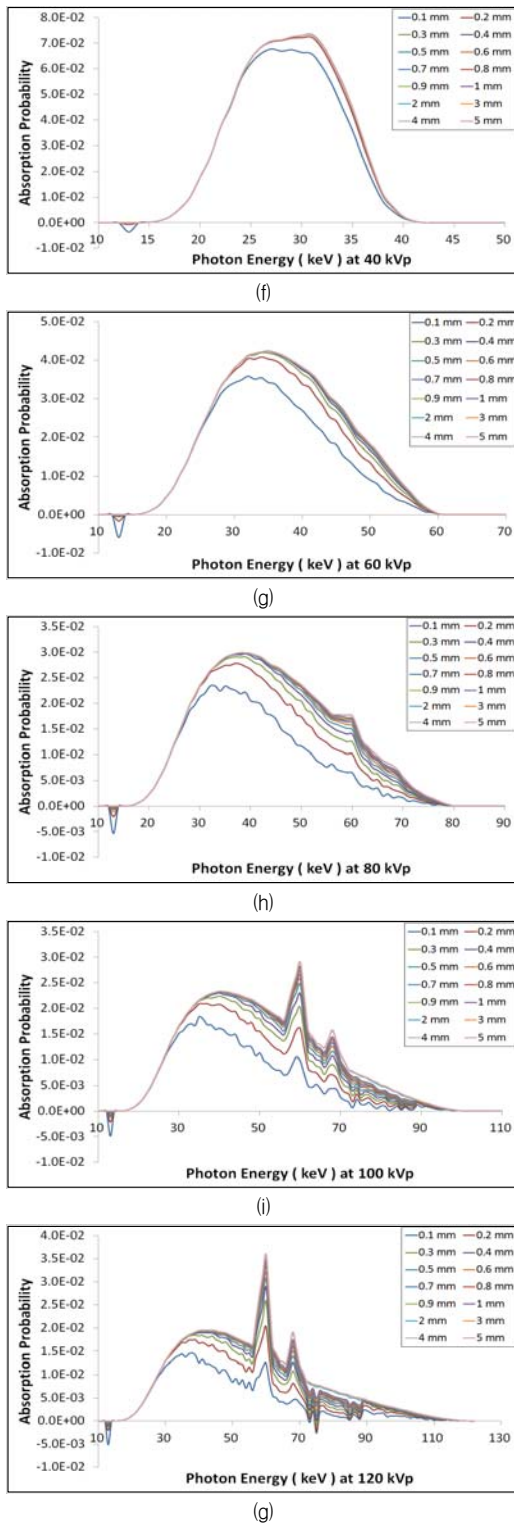 Absorption Probability
8.0E-02
7.0E-02
6.0E-02
5.0E-02
4.0E-02
3.0E-02
2.0E-02
1.0E-02
0.0E+00
-1.0E-02
0.1 mm 0.2 mm
0.3 mm 0.4 mm
0.5 mm 0.6 mm
0.7 mm 0.8 mm
0.9 mm 1 mm
2 mm 3 mm
4 mm 5 mm
10 15 20 25 30 35 40 45 50
Photon Energy ( keV ) at 40 kVp
(f)
Absorption Probability
5.0E-02
4.0E-02
3.0E-02
2.0E-02
1.0E-02
0.0E+00
-1.0E-02
0.1 mm 0.2 mm
0.3 mm 0.4 mm
0.5 mm 0.6 mm
0.7 mm 0.8 mm
0.9 mm 1 mm
2 mm 3 mm
4 mm 5 mm
10 20 30 40 50 60 70
Photon Energy ( keV ) at 60 kVp
(g)
Absorption Probability
3.5E-02
3.0E-02
2.5E-02
2.0E-02
1.5E-02
1.0E-02
5.0E-03
0.0E+00
-5.0E-03
-1.0E-02
0.1 mm 0.2 mm
0.3 mm 0.4 mm
0.5 mm 0.6 mm
0.7 mm 0.8 mm
0.9 mm 1 mm
2 mm 3 mm
4 mm 5 mm
10 20 30 40 50 60 70 80 90
Photon Energy ( keV ) at 80 kVp
(h)
Absorption Probability
3.5E-02
3.0E-02
2.5E-02
2.0E-02
1.5E-02
1.0E-02
5.0E-03
0.0E+00
-5.0E-03
-1.0E-02
0.1 mm 0.2 mm
0.3 mm 0.4 mm
0.5 mm 0.6 mm
0.7 mm 0.8 mm
0.9 mm 1 mm
2 mm 3 mm
4 mm 5 mm
10 30 50 70 90 110
Photon Energy ( keV ) at 100 kVp
(i)
Absorption Probability
4.0E-02
3.5E-02
3.0E-02
2.5E-02
2.0E-02
1.5E-02
1.0E-02
5.0E-03
0.0E+00
-5.0E-03
-1.0E-02
0.1 mm 0.2 mm
0.3 mm 0.4 mm
0.5 mm 0.6 mm
0.7 mm 0.8 mm
0.9 mm 1 mm
2 mm 3 mm
4 mm 5 mm
10 30 50 70 90 110 130
Photon Energy ( keV ) at 120 kVp
(g)